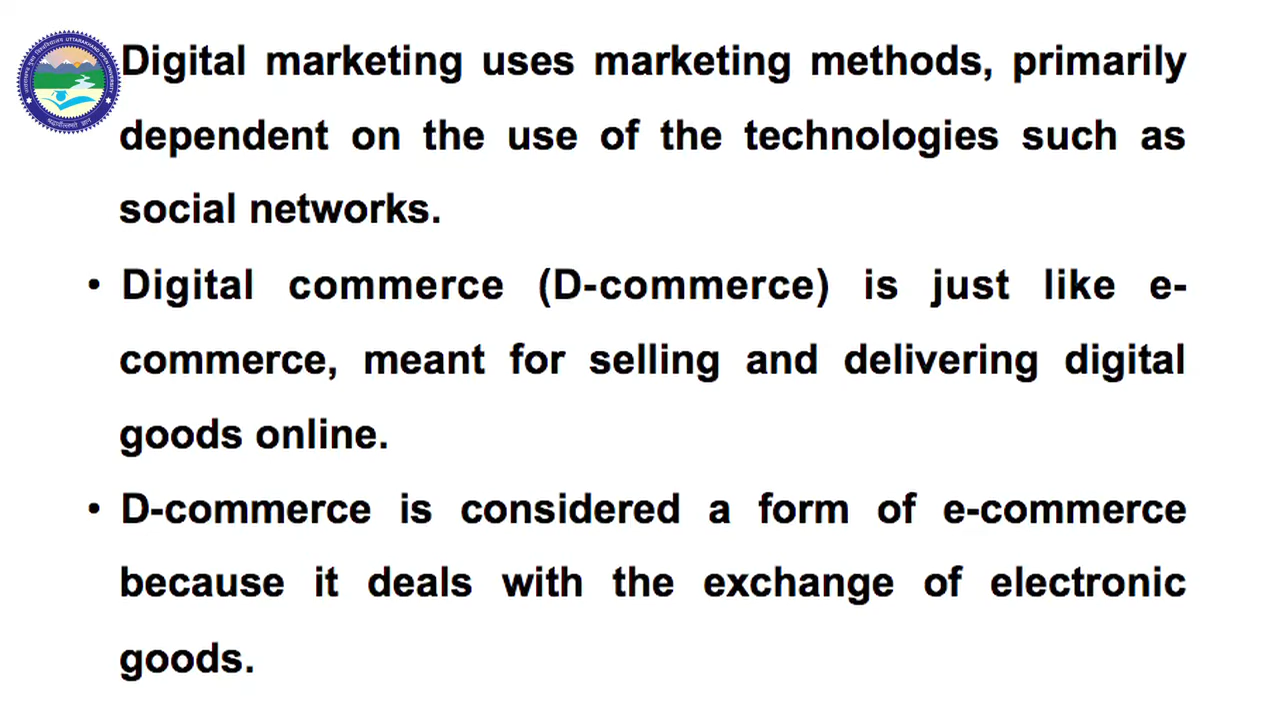 Digital marketing uses marketing methods, primarily
dependent on the use of the technologies such as
social networks.
• Digital commerce (D-commerce) is just like e-
commerce, meant for selling and delivering digital
goods online.
• D-commerce is considered a form of e-commerce
because it deals with the exchange of electronic
goods.